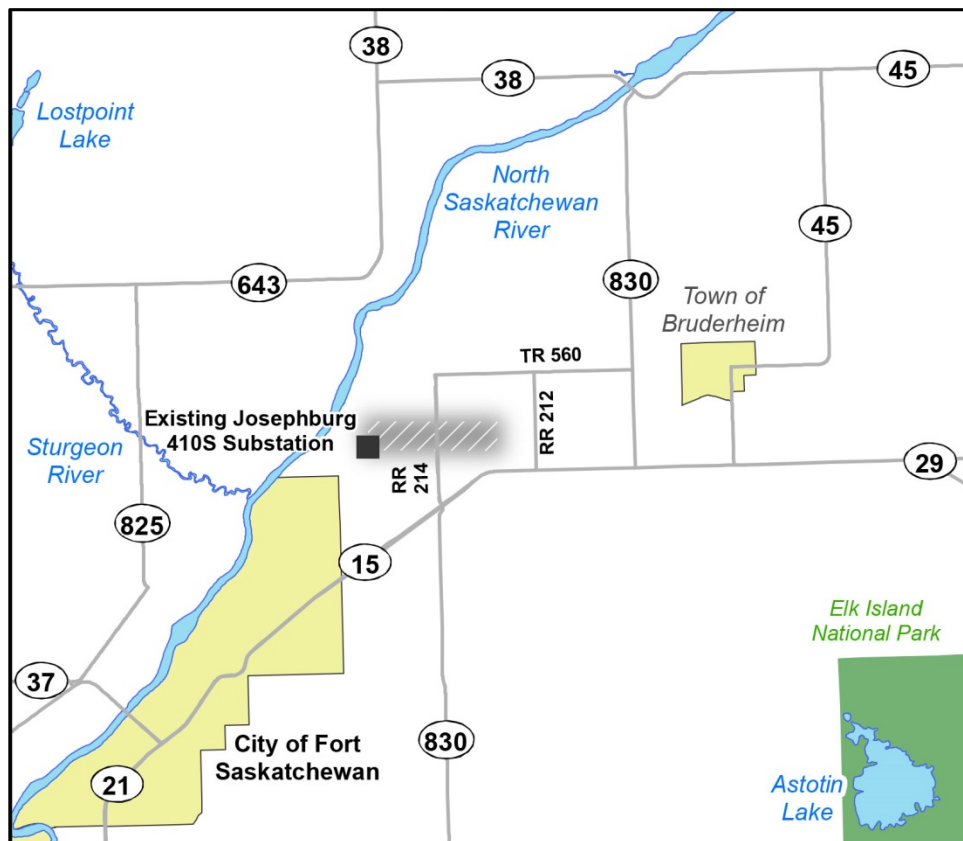 38
38
45
Lostpoint
Lake
North
Saskatchewan
River
45
643
830
Town of
Bruderheim
TR 560
Existing Josephburg
410S Substation
RR 212
Sturgeon
River
RR
214
29
825
15
Elk Island
National Park
37
City of Fort
Saskatchewan
830
21
Astotin
Lake